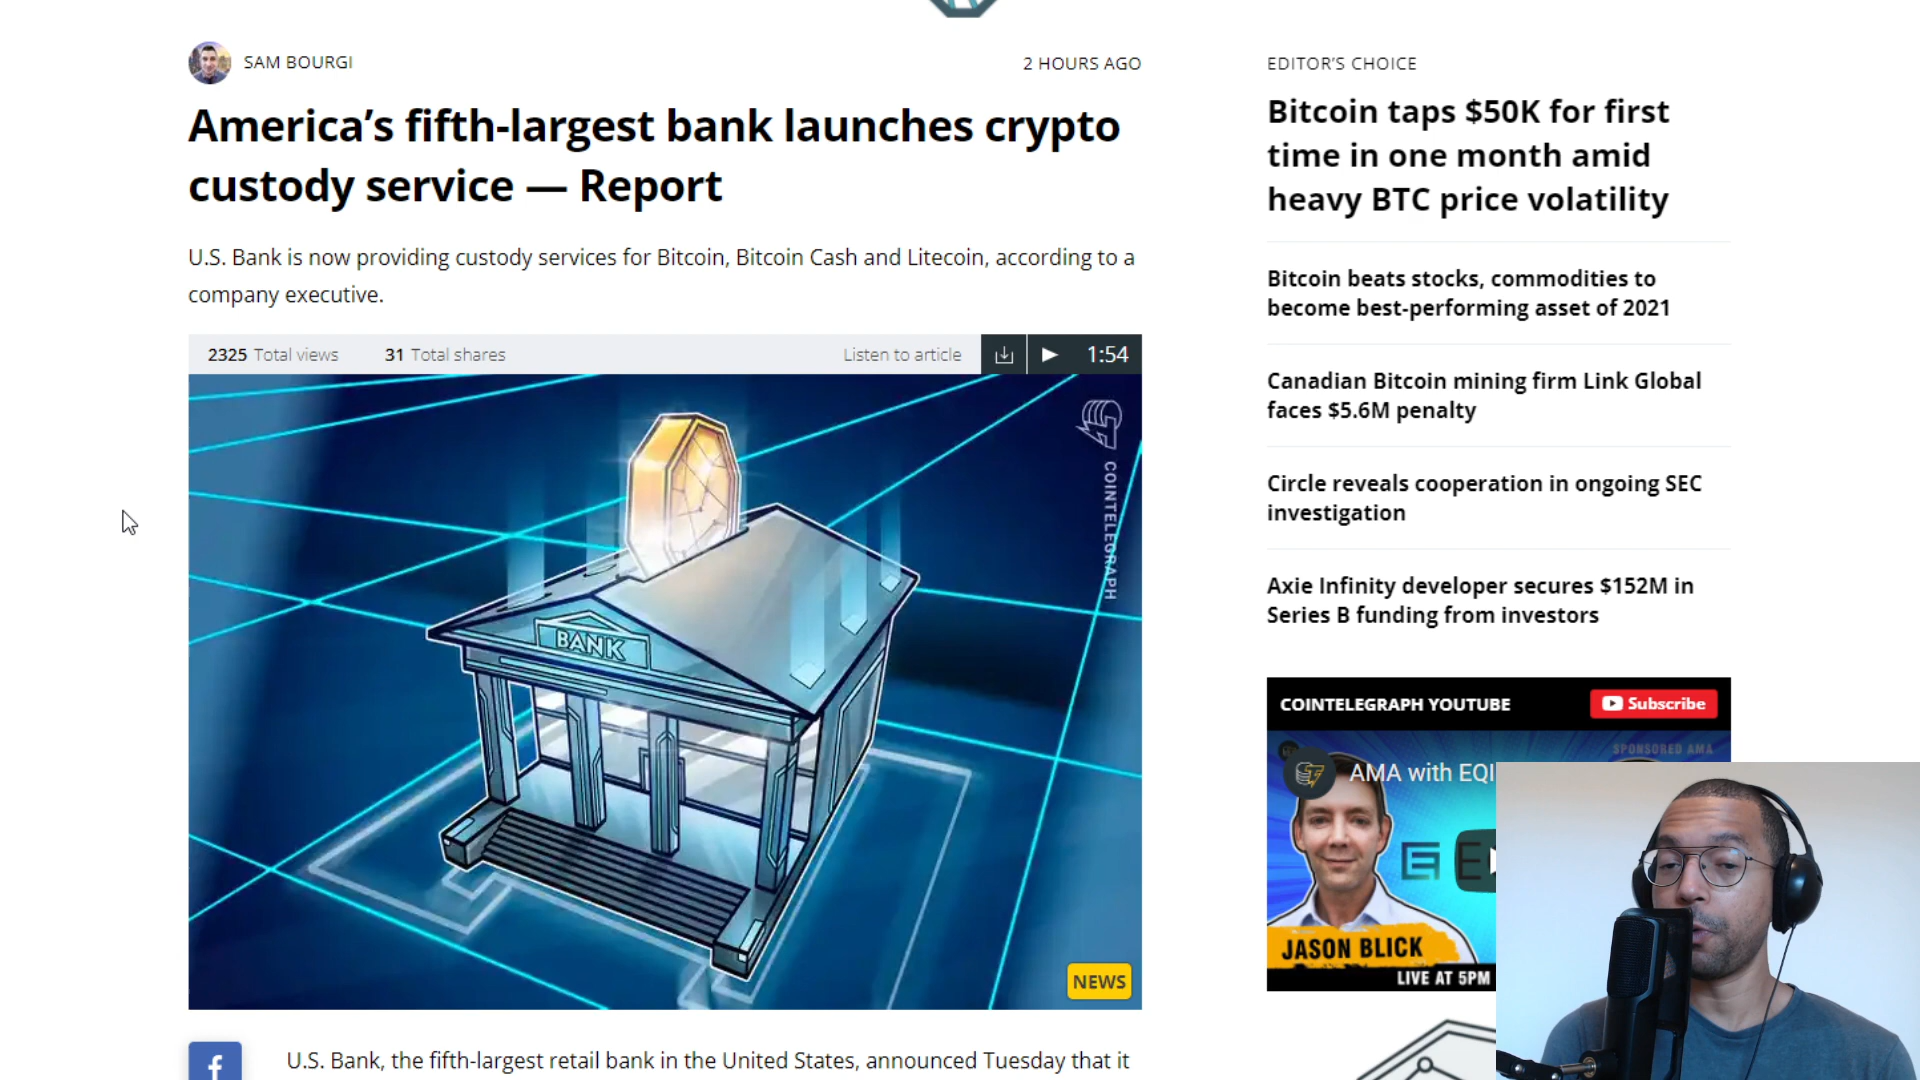 SAM BOURGI
2 HOURS AGO
America’s fifth-largest bank launches crypto
custody service — Report
U.S. Bank is now providing custody services for Bitcoin, Bitcoin Cash and Litecoin, according to a
company executive.
2325 Total views 31 Total shares Listen to article 1:54
COINTELEGRAPH
BANK
NEWS
U.S. Bank, the fifth-largest retail bank in the United States, announced Tuesday that it
EDITOR’S CHOICE
Bitcoin taps $50K for first
time in one month amid
heavy BTC price volatility
Bitcoin beats stocks, commodities to
become best-performing asset of 2021
Canadian Bitcoin mining firm Link Global
faces $5.6M penalty
Circle reveals cooperation in ongoing SEC
investigation
Axie Infinity developer secures $152M in
Series B funding from investors
COINTELEGRAPH YOUTUBE Subscribe
SPONSORED AMA
AMA with EQI
JASON BLICK
LIVE AT 5PM